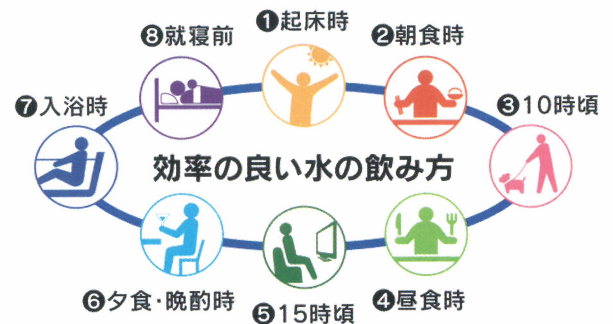 ❶起床時
❷朝食時
❸10時頃
❹昼食時
❺15時頃
❻夕食・晩酌時
❼入浴時
❽就寝前
効率の良い水の飲み方